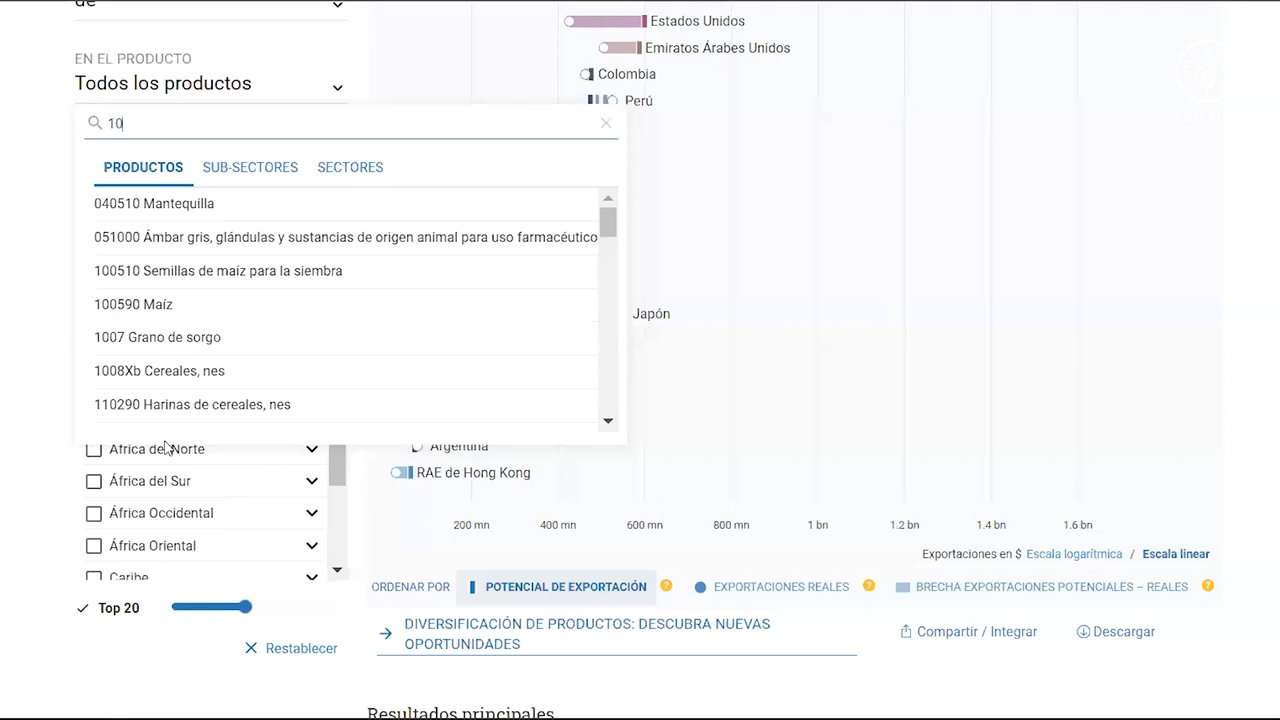 de
EN EL PRODUCTO
Todos los productos
10
PRODUCTOS
SUB-SECTORES
SECTORES
040510 Mantequilla
051000 Ámbar gris, glándulas y sustancias de origen animal para uso farmacéutico
100510 Semillas de maíz para la siembra
100590 Maíz
1007 Grano de sorgo
1008Xb Cereales, nes
110290 Harinas de cereales, nes
África del Norte
África del Sur
África Occidental
África Oriental
Caribe
Top 20
Restablecer
Estados Unidos
Emiratos Árabes Unidos
Colombia
Perú
Japón
Argentina
RAE de Hong Kong
200 mn 400 mn 600 mn 800 mn 1 bn 1.2 bn 1.4 bn 1.6 bn
Exportaciones en $ Escala logarítmica / Escala linear
ORDENAR POR POTENCIAL DE EXPORTACIÓN ? EXPORTACIONES REALES ? BRECHA EXPORTACIONES POTENCIALES – REALES ?
DIVERSIFICACIÓN DE PRODUCTOS: DESCUBRA NUEVAS
OPORTUNIDADES
Compartir / Integrar
Descargar
Resultados principales